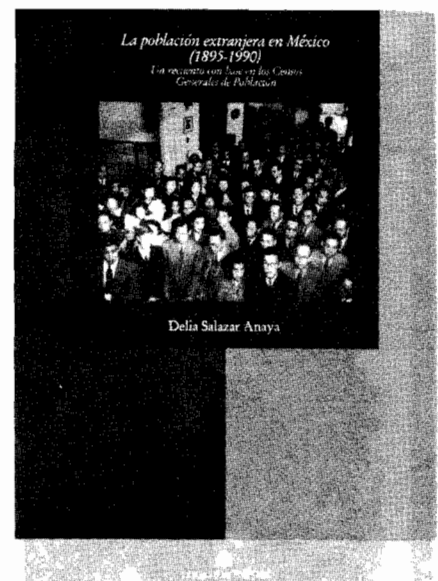 La población extranjera en México
(1895-1990)
Un recuento con base en los Censos
Generales de Población
Delia Salazar Anaya